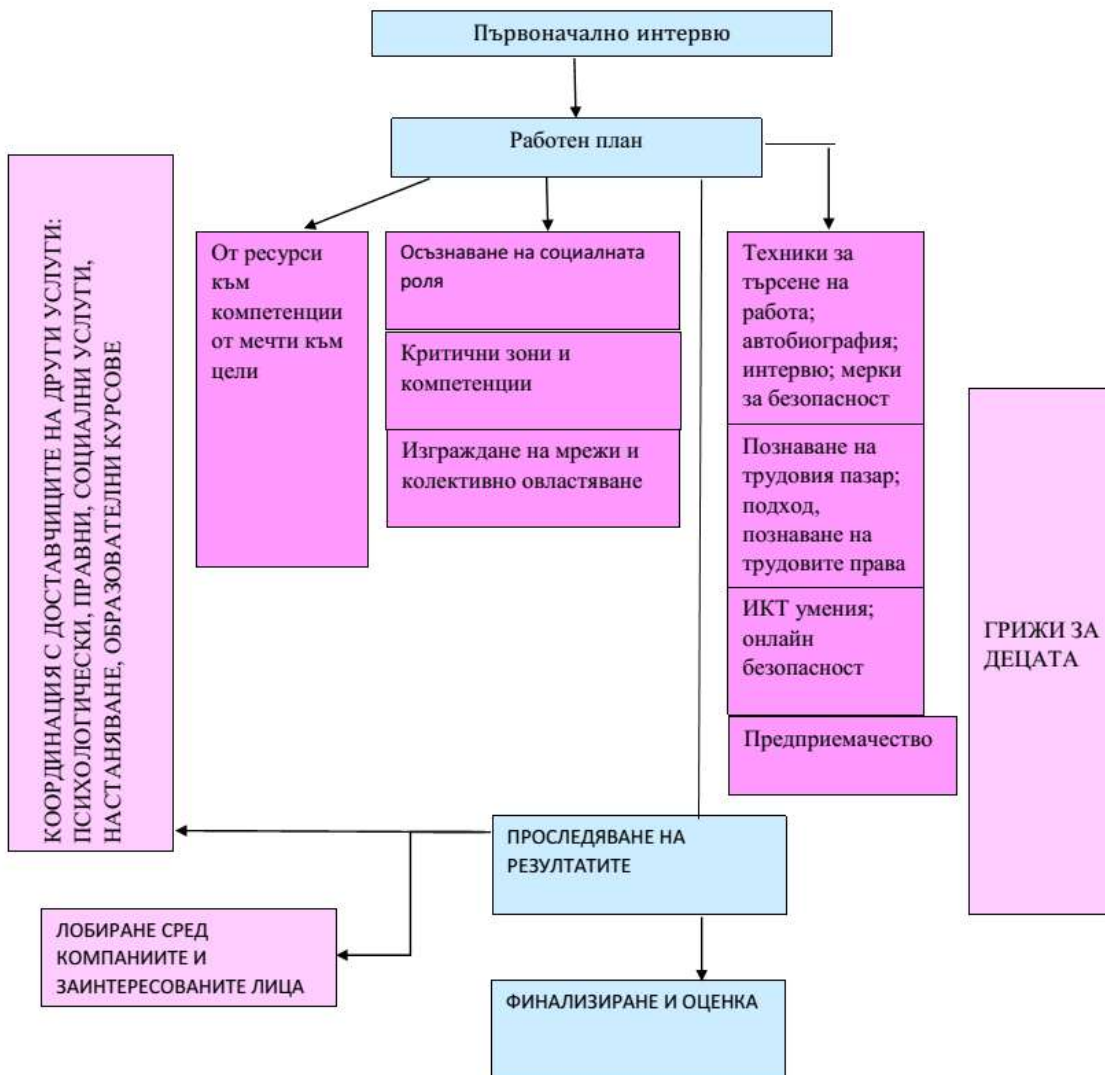 Първоначално интервю
Работен план
КООРДИНАЦИЯ С ДОСТАВЧИЦИТЕ НА ДРУГИ УСЛУГИ:
ПСИХОЛОГИЧЕСКИ, ПРАВНИ, СОЦИАЛНИ УСЛУГИ,
НАСТАНЯВАНЕ, ОБРАЗОВАТЕЛНИ КУРСОВЕ
От ресурси
към
компетенции
от мечти към
цели
Осъзнаване на социалната
роля
Критични зони и
компетенции
Изграждане на мрежи и
колективно овластяване
Техники за
търсене на
работа;
автобиография;
интервю; мерки
за безопасност
Познаване на
трудовия пазар;
подход,
познаване на
трудовите права
ИКТ умения;
онлайн
безопасност
Предприемачество
ГРИЖИ ЗА
ДЕЦАТА
ПРОСЛЕДЯВАНЕ НА
РЕЗУЛТАТИТЕ
ЛОБИРАНЕ СРЕД
КОМПАНИИТЕ И
ЗАИНТЕРЕСОВАНИТЕ ЛИЦА
ФИНАЛИЗИРАНЕ И ОЦЕНКА